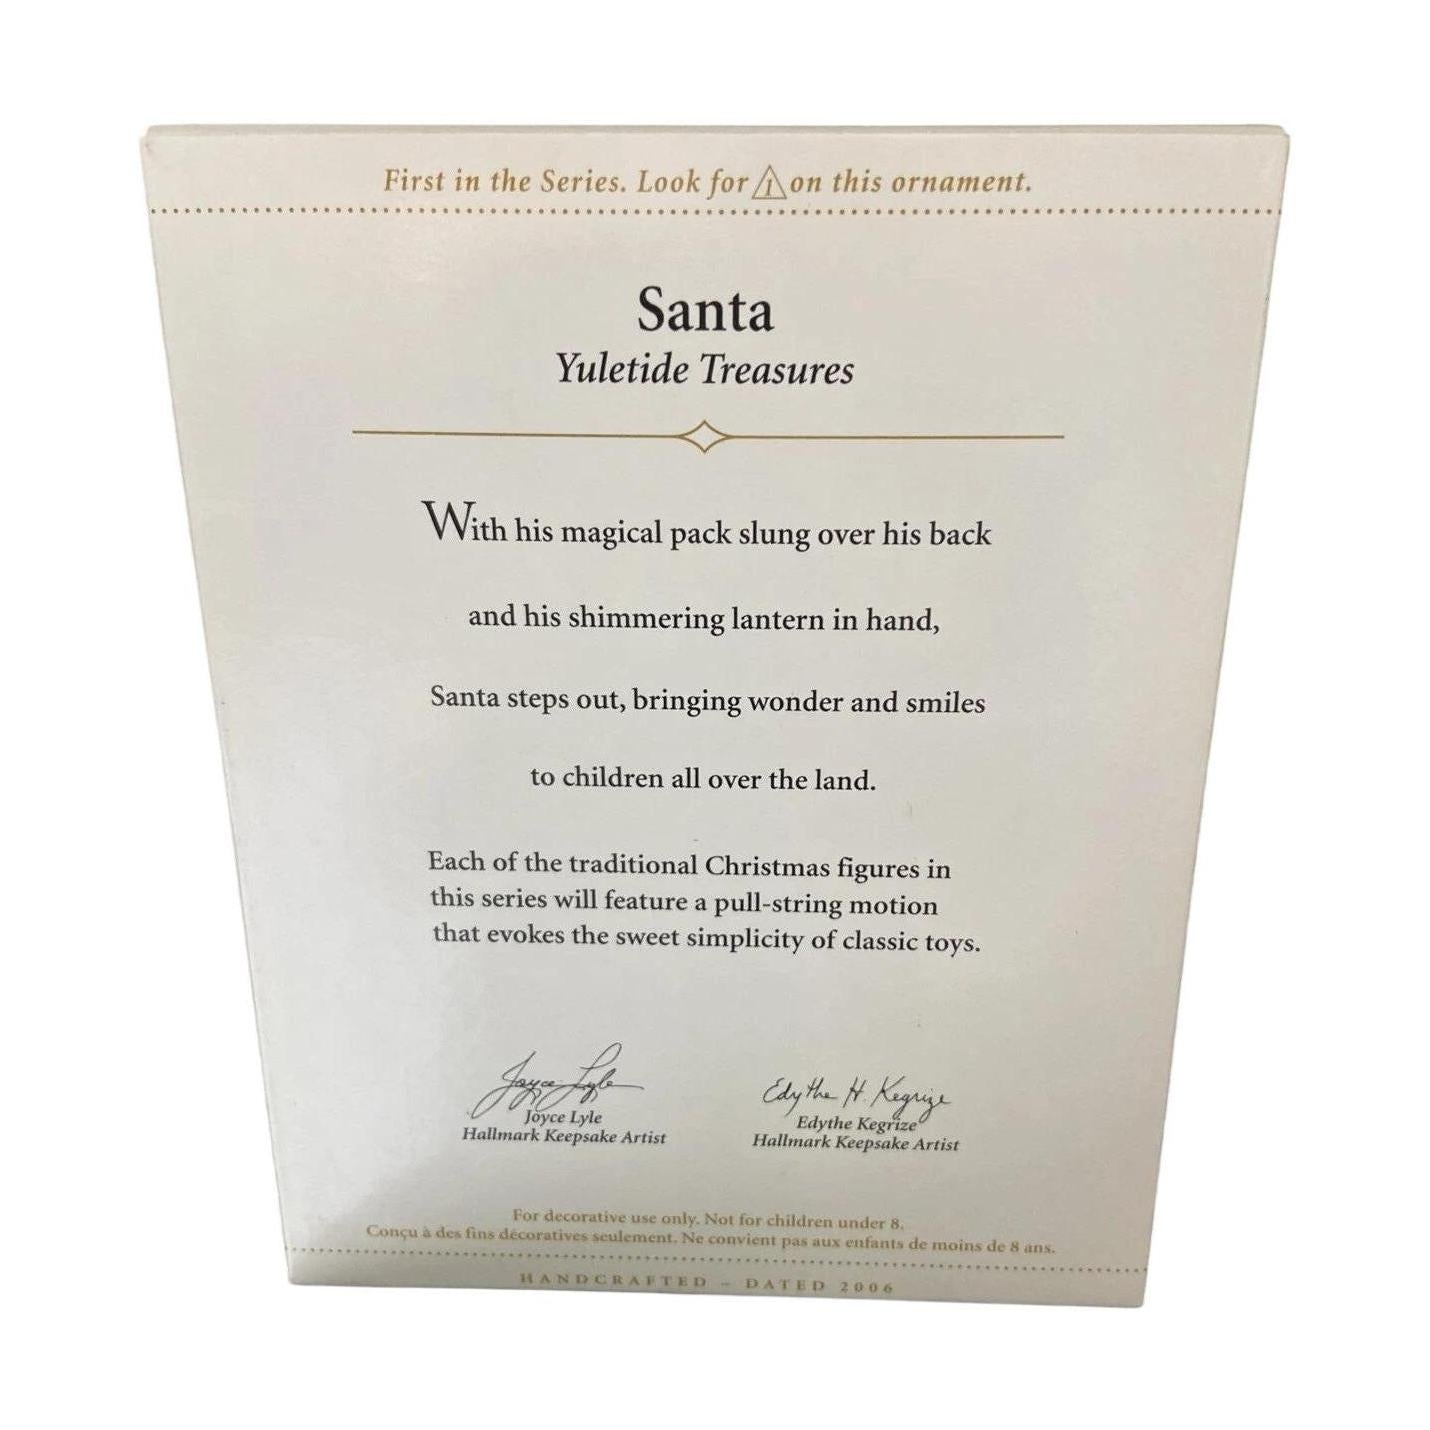 First in the Series. Look for 1 on this ornament.
Santa
Yuletide Treasures
With his magical pack slung over his back
and his shimmering lantern in hand,
Santa steps out, bringing wonder and smiles
to children all over the land.
Each of the traditional Christmas figures in
this series will feature a pull-string motion
that evokes the sweet simplicity of classic toys.
Joyce Lyle
Joyce Lyle
Hallmark Keepsake Artist
Edythe H. Kegrize
Edythe Kegrize
Hallmark Keepsake Artist
For decorative use only. Not for children under 8.
Conçu à des fins décoratives seulement. Ne convient pas aux enfants de moins de 8 ans.
HANDCRAFTED – DATED 2006